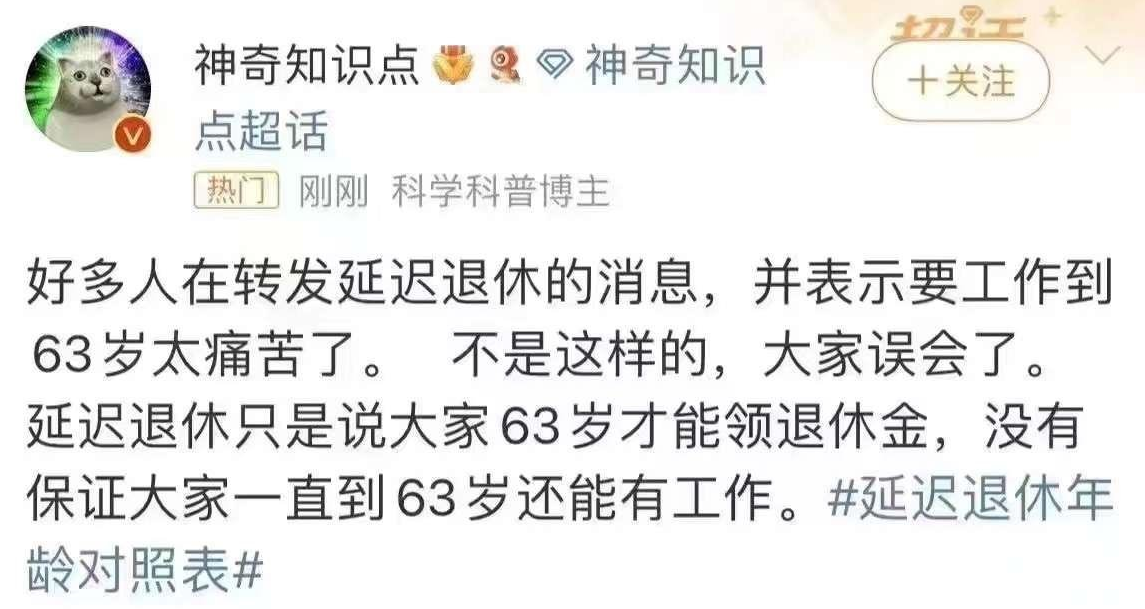 神奇知识点 神奇知识
点超话
超话
+关注
热门 刚刚 科学科普博主
好多人在转发延迟退休的消息，并表示要工作到
63岁太痛苦了。 不是这样的，大家误会了。
延迟退休只是说大家63岁才能领退休金，没有
保证大家一直到63岁还能有工作。#延迟退休年
龄对照表#